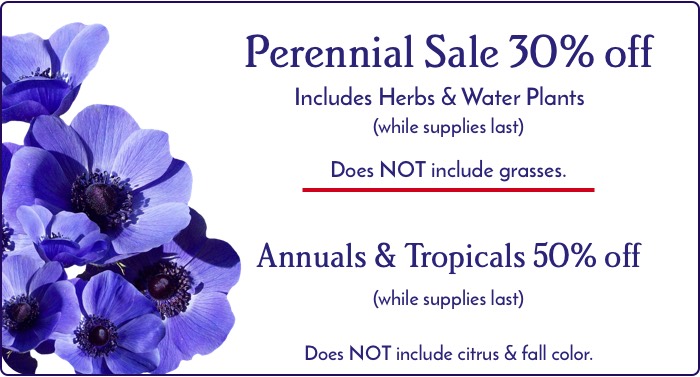 Perennial Sale 30% off
Includes Herbs & Water Plants
(while supplies last)
Does NOT include grasses.
Annuals & Tropicals 50% off
(while supplies last)
Does NOT include citrus & fall color.